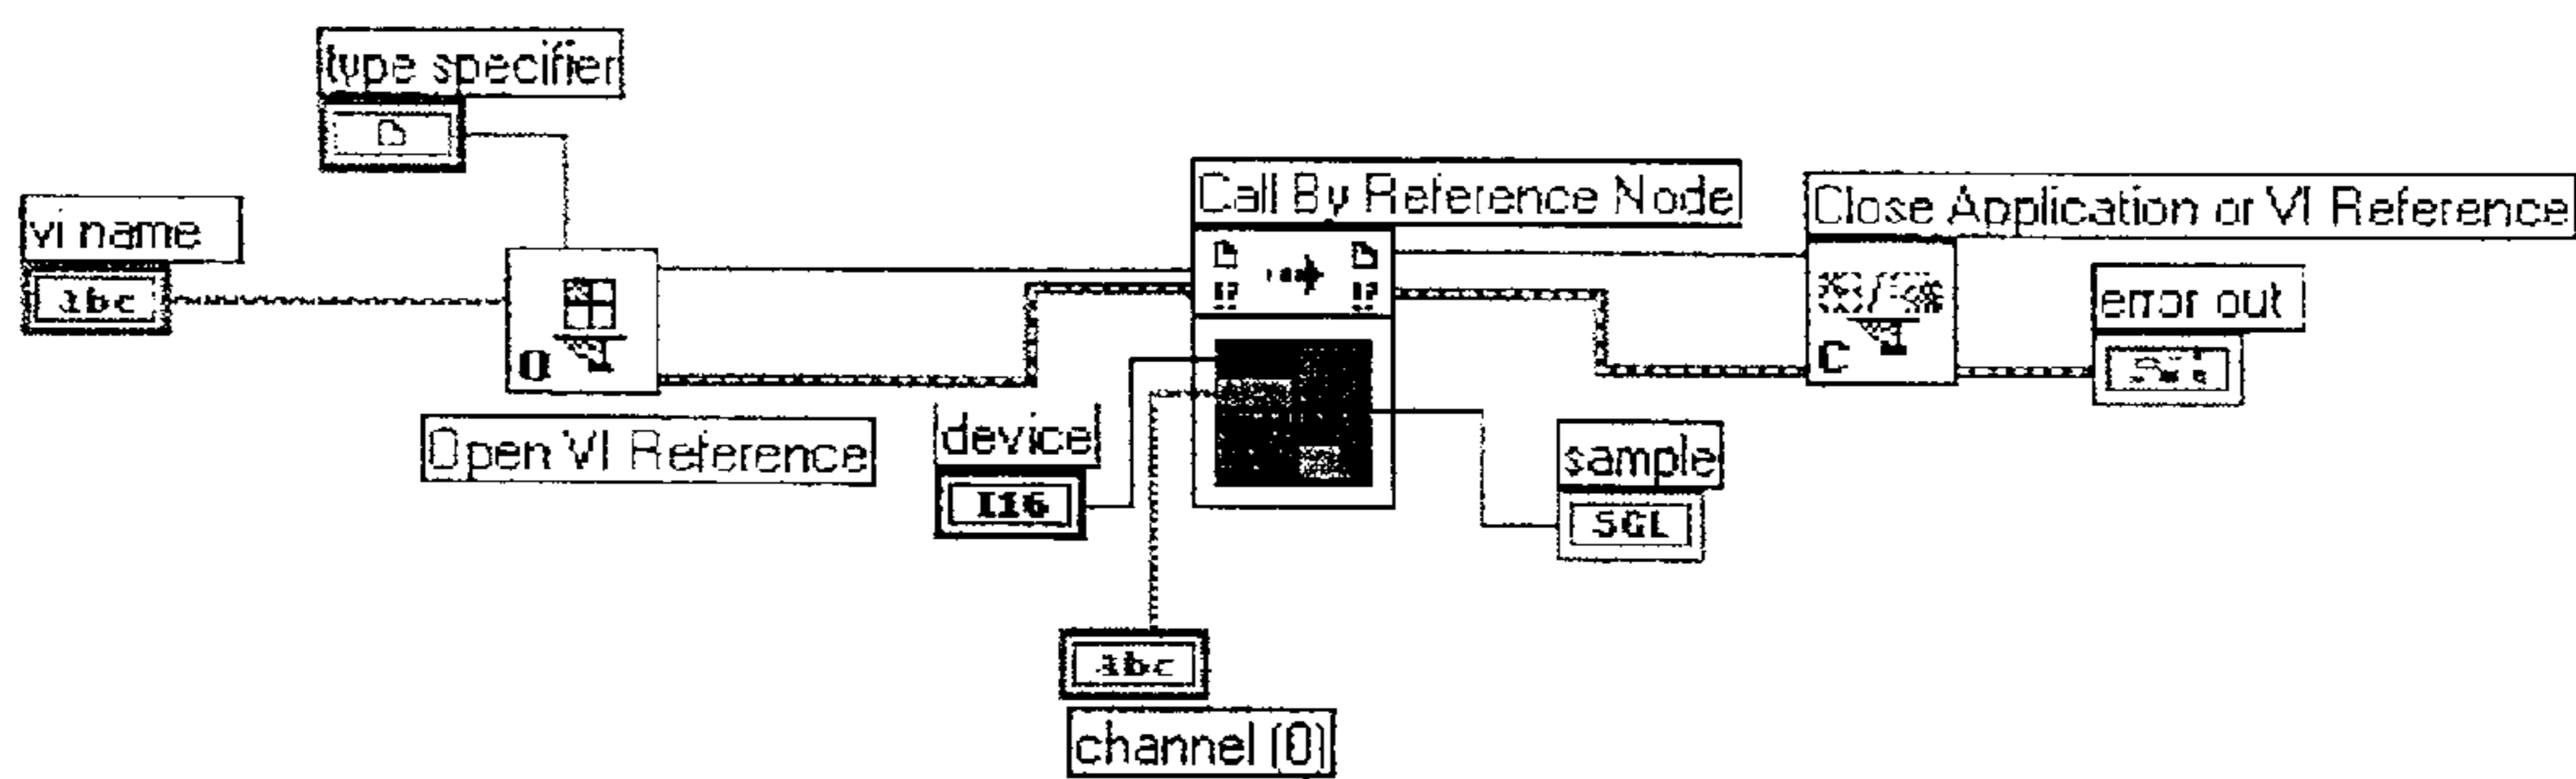 type specifier
vi name
abc
O
Open VI Reference
Call By Reference Node
device
I16
abc
channel (0)
sample
SGL
Close Application or VI Reference
C
error out